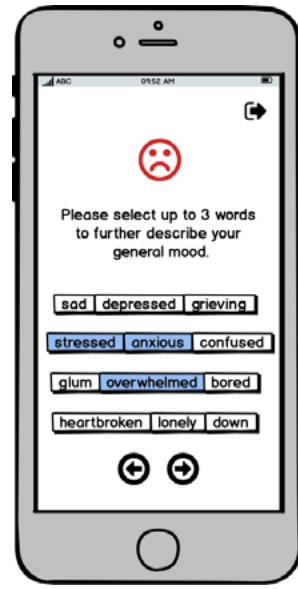 ABC 09:52 AM
Please select up to 3 words
to further describe your
general mood.
sad depressed grieving
stressed anxious confused
glum overwhelmed bored
heartbroken lonely down